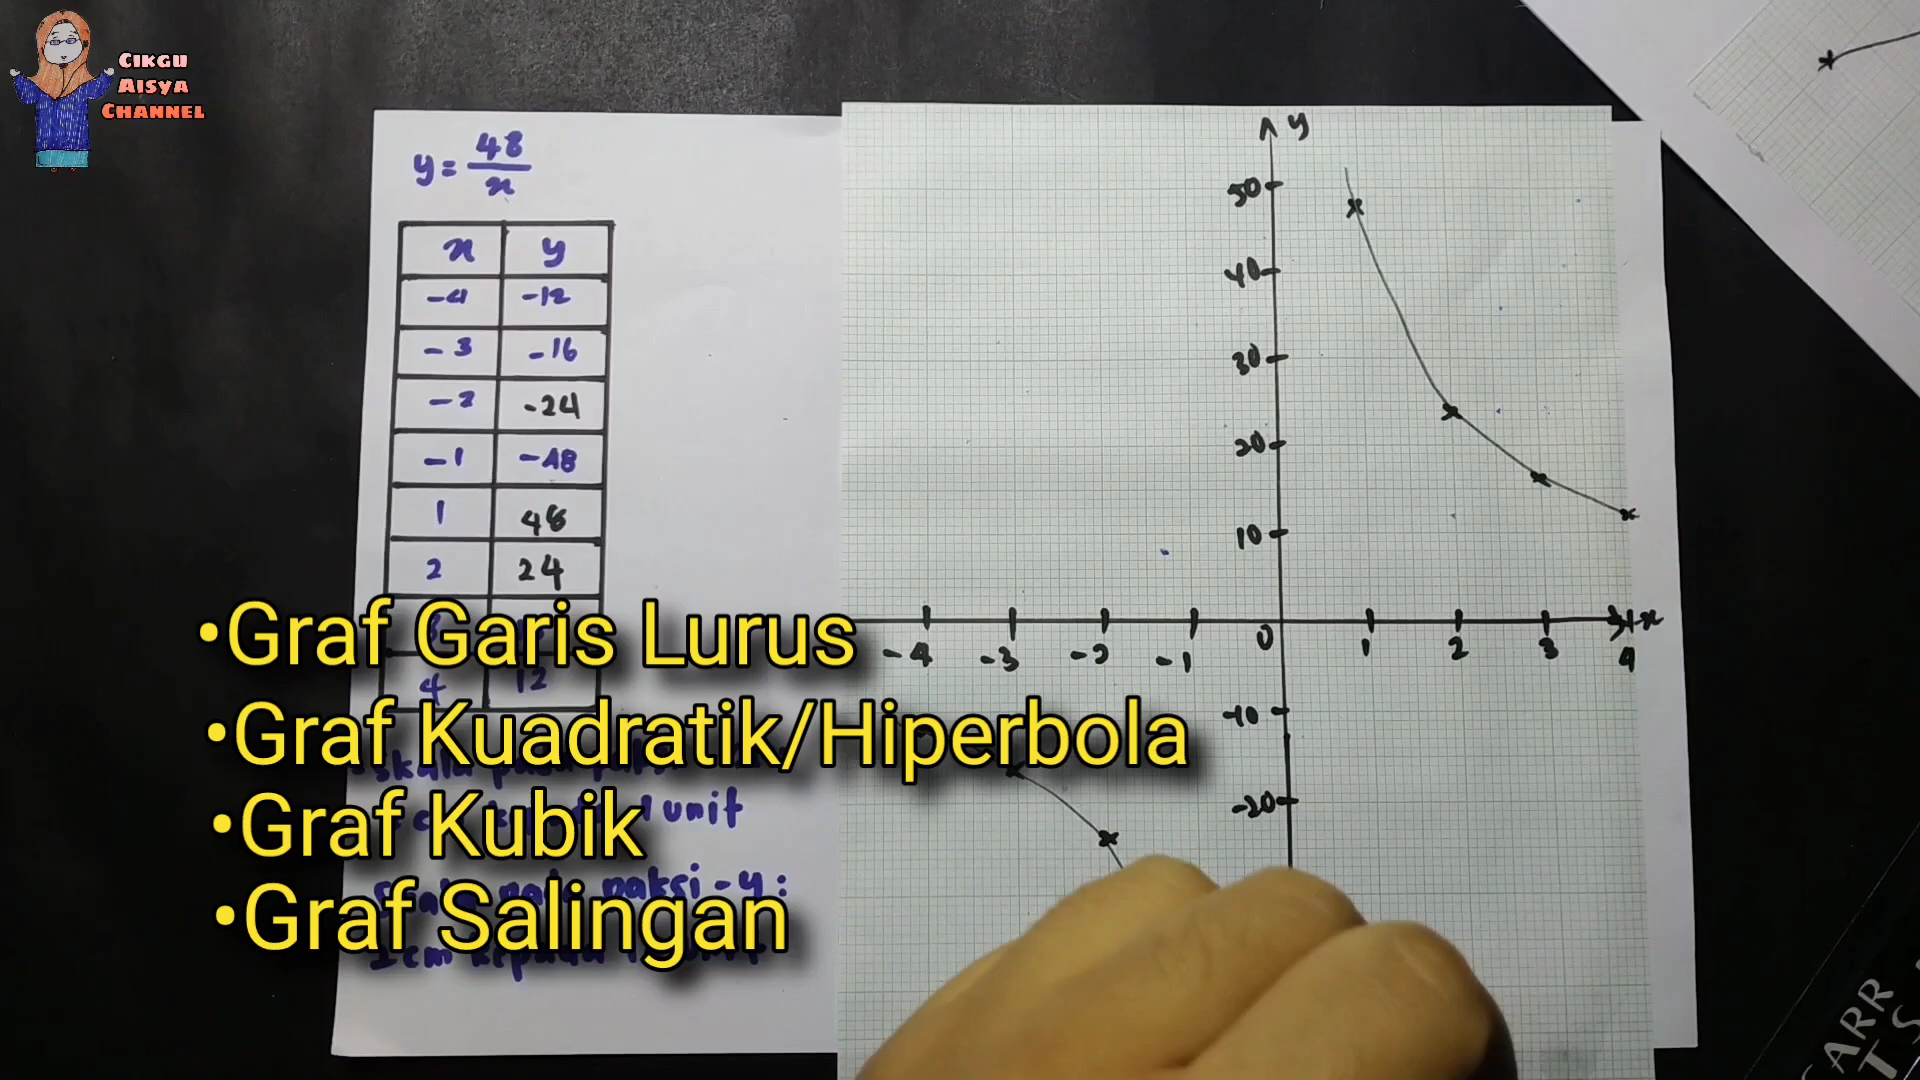 Cikgu
Aisya
Channel
y = 48/x
x y
-4 -12
-3 -16
-2 -24
-1 -48
1 48
2 24
4 12
•Graf Garis Lurus
•Graf Kuadratik/Hiperbola
•Graf Kubik
•Graf Salingan
unit
paksi-y:
y
50
40
30
20
10
-4 -3 -2 -1 0 1 2 3 4 x
-10
-20